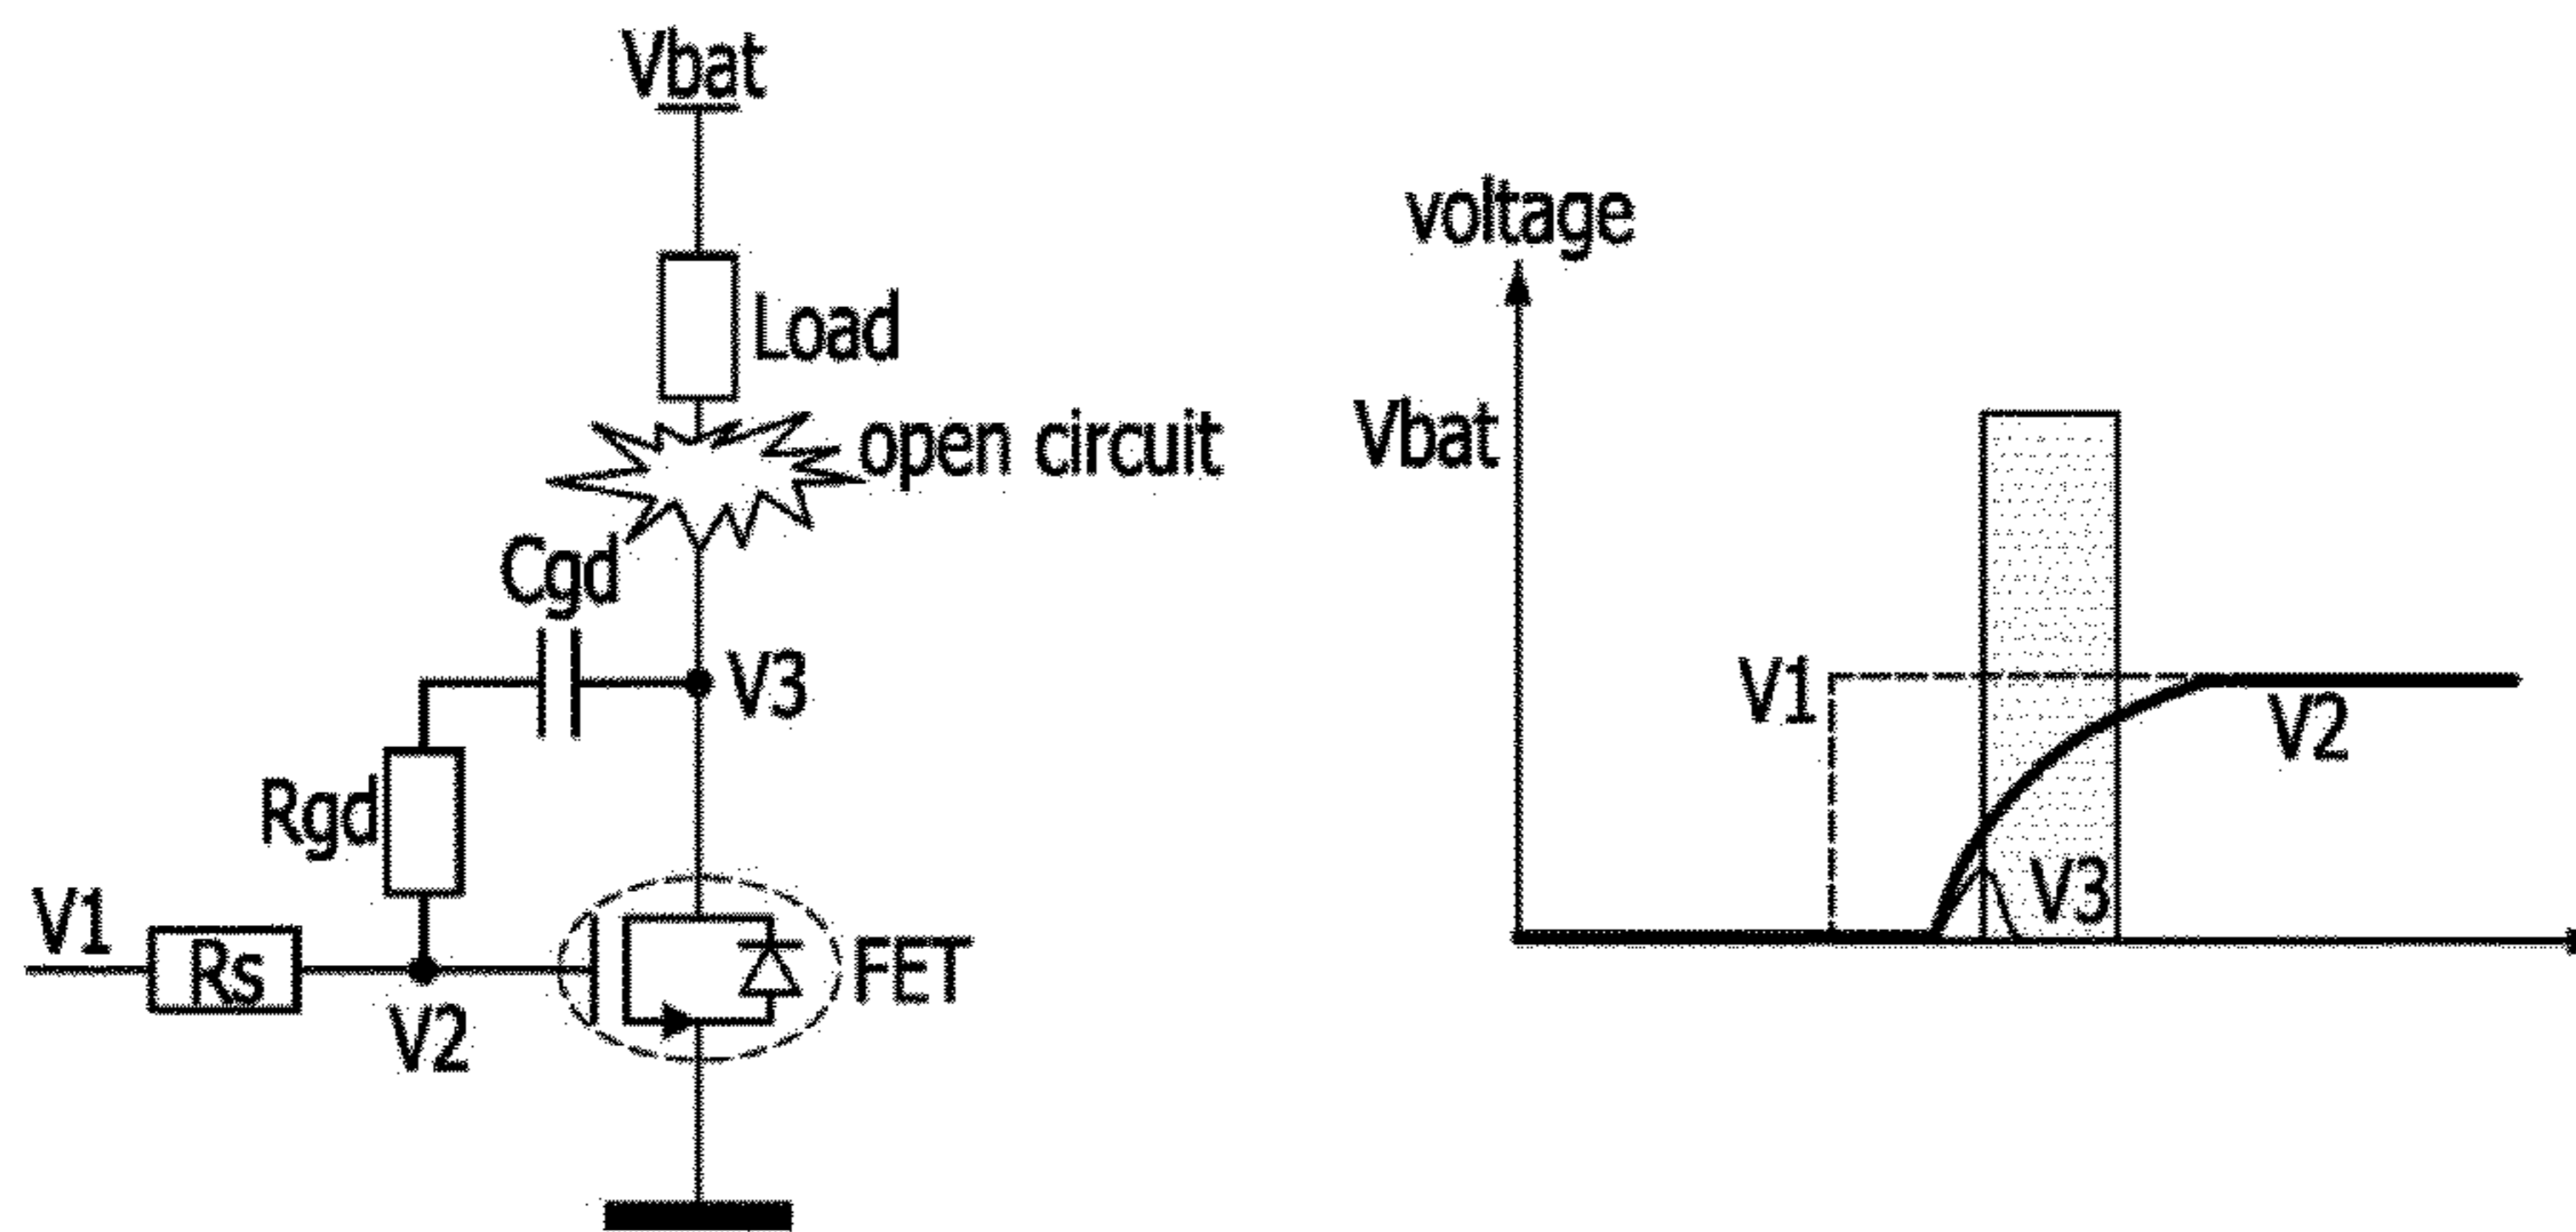 Vbat
Load
open circuit
Cgd
V3
Rgd
V1
Rs
V2
FET
voltage
Vbat
V1
V2
V3